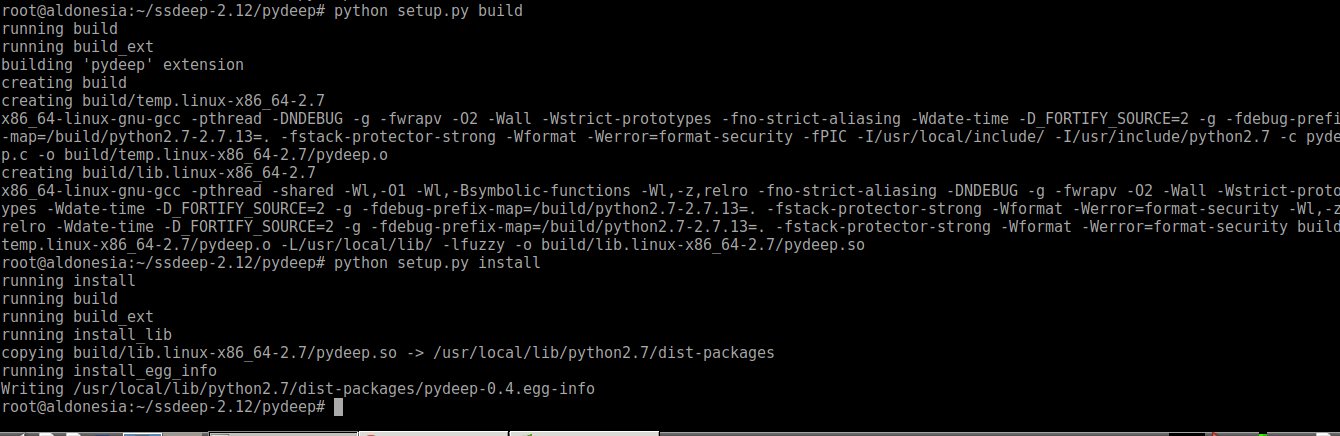 root@aldonesia:~/ssdeep-2.12/pydeep# python setup.py build
running build
running build_ext
building 'pydeep' extension
creating build
creating build/temp.linux-x86_64-2.7
x86_64-linux-gnu-gcc -pthread -DNDEBUG -g -fwrapv -O2 -Wall -Wstrict-prototypes -fno-strict-aliasing -Wdate-time -D_FORTIFY_SOURCE=2 -g -fdebug-prefi
-map=/build/python2.7-2.7.13=. -fstack-protector-strong -Wformat -Werror=format-security -fPIC -I/usr/local/include/ -I/usr/include/python2.7 -c pyde
p.c -o build/temp.linux-x86_64-2.7/pydeep.o
creating build/lib.linux-x86_64-2.7
x86_64-linux-gnu-gcc -pthread -shared -Wl,-O1 -Wl,-Bsymbolic-functions -Wl,-z,relro -fno-strict-aliasing -DNDEBUG -g -fwrapv -O2 -Wall -Wstrict-proto
ypes -Wdate-time -D_FORTIFY_SOURCE=2 -g -fdebug-prefix-map=/build/python2.7-2.7.13=. -fstack-protector-strong -Wformat -Werror=format-security -Wl,-z
relro -Wdate-time -D_FORTIFY_SOURCE=2 -g -fdebug-prefix-map=/build/python2.7-2.7.13=. -fstack-protector-strong -Wformat -Werror=format-security build
temp.linux-x86_64-2.7/pydeep.o -L/usr/local/lib/ -lfuzzy -o build/lib.linux-x86_64-2.7/pydeep.so
root@aldonesia:~/ssdeep-2.12/pydeep# python setup.py install
running install
running build
running build_ext
running install_lib
copying build/lib.linux-x86_64-2.7/pydeep.so -> /usr/local/lib/python2.7/dist-packages
running install_egg_info
Writing /usr/local/lib/python2.7/dist-packages/pydeep-0.4.egg-info
root@aldonesia:~/ssdeep-2.12/pydeep#